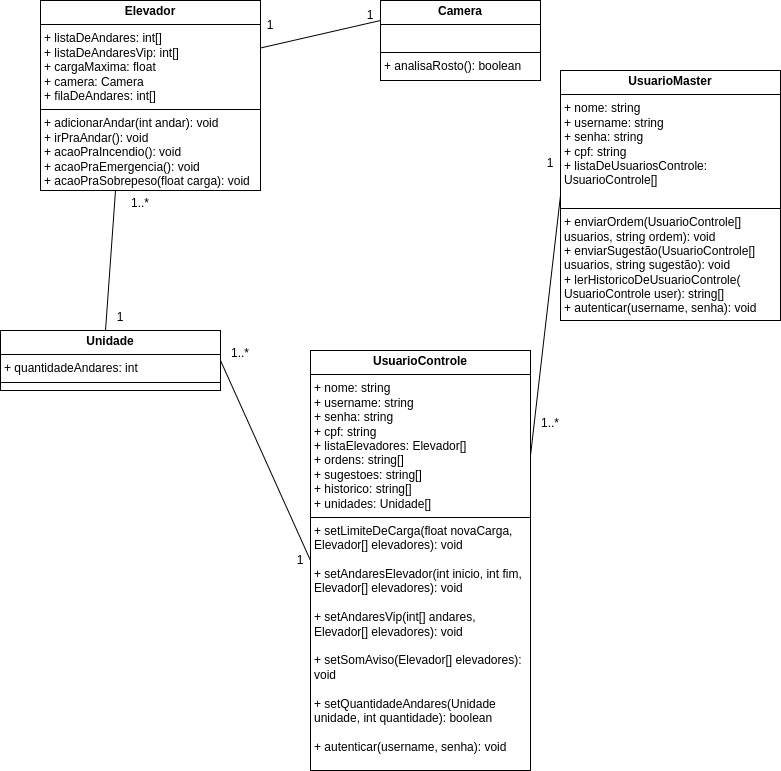 Elevador
+ listaDeAndares: int[]
+ listaDeAndaresVip: int[]
+ cargaMaxima: float
+ camera: Camera
+ filaDeAndares: int[]
+ adicionarAndar(int andar): void
+ irPraAndar(): void
+ acaoPraIncendio(): void
+ acaoPraEmergencia(): void
+ acaoPraSobrepeso(float carga): void
1
1
Camera
+ analisaRosto(): boolean
UsuarioMaster
+ nome: string
+ username: string
+ senha: string
+ cpf: string
+ listaDeUsuariosControle:
UsuarioControle[]
+ enviarOrdem(UsuarioControle[]
usuarios, string ordem): void
+ enviarSugestão(UsuarioControle[]
usuarios, string sugestão): void
+ lerHistoricoDeUsuarioControle(
UsuarioControle user): string[]
+ autenticar(username, senha): void
1
1..*
1..*
1
Unidade
+ quantidadeAndares: int
1..*
1
UsuarioControle
+ nome: string
+ username: string
+ senha: string
+ cpf: string
+ listaElevadores: Elevador[]
+ ordens: string[]
+ sugestoes: string[]
+ historico: string[]
+ unidades: Unidade[]
+ setLimiteDeCarga(float novaCarga,
Elevador[] elevadores): void
+ setAndaresElevador(int inicio, int fim,
Elevador[] elevadores): void
+ setAndaresVip(int[] andares,
Elevador[] elevadores): void
+ setSomAviso(Elevador[] elevadores):
void
+ setQuantidadeAndares(Unidade
unidade, int quantidade): boolean
+ autenticar(username, senha): void